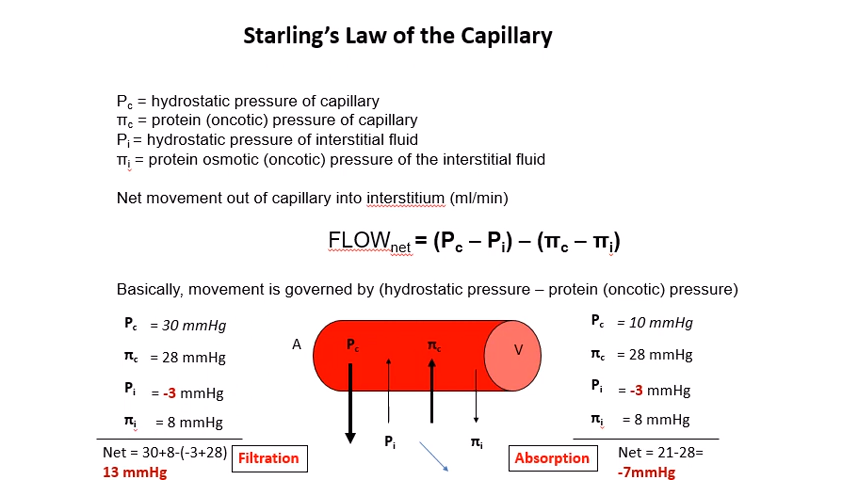 Starling's Law of the Capillary
Pc = hydrostatic pressure of capillary
πc = protein (oncotic) pressure of capillary
Pi = hydrostatic pressure of interstitial fluid
πi = protein osmotic (oncotic) pressure of the interstitial fluid
Net movement out of capillary into interstitium (ml/min)
FLOWnet = (Pc – Pi) – (πc – πi)
Basically, movement is governed by (hydrostatic pressure – protein (oncotic) pressure)
Pc = 30 mmHg
πc = 28 mmHg
Pi = -3 mmHg
πi = 8 mmHg
Net = 30+8-(-3+28)
13 mmHg
Filtration
A
Pc
πc
V
Pi
πi
Pc = 10 mmHg
πc = 28 mmHg
Pi = -3 mmHg
πi = 8 mmHg
Absorption
Net = 21-28=
-7mmHg